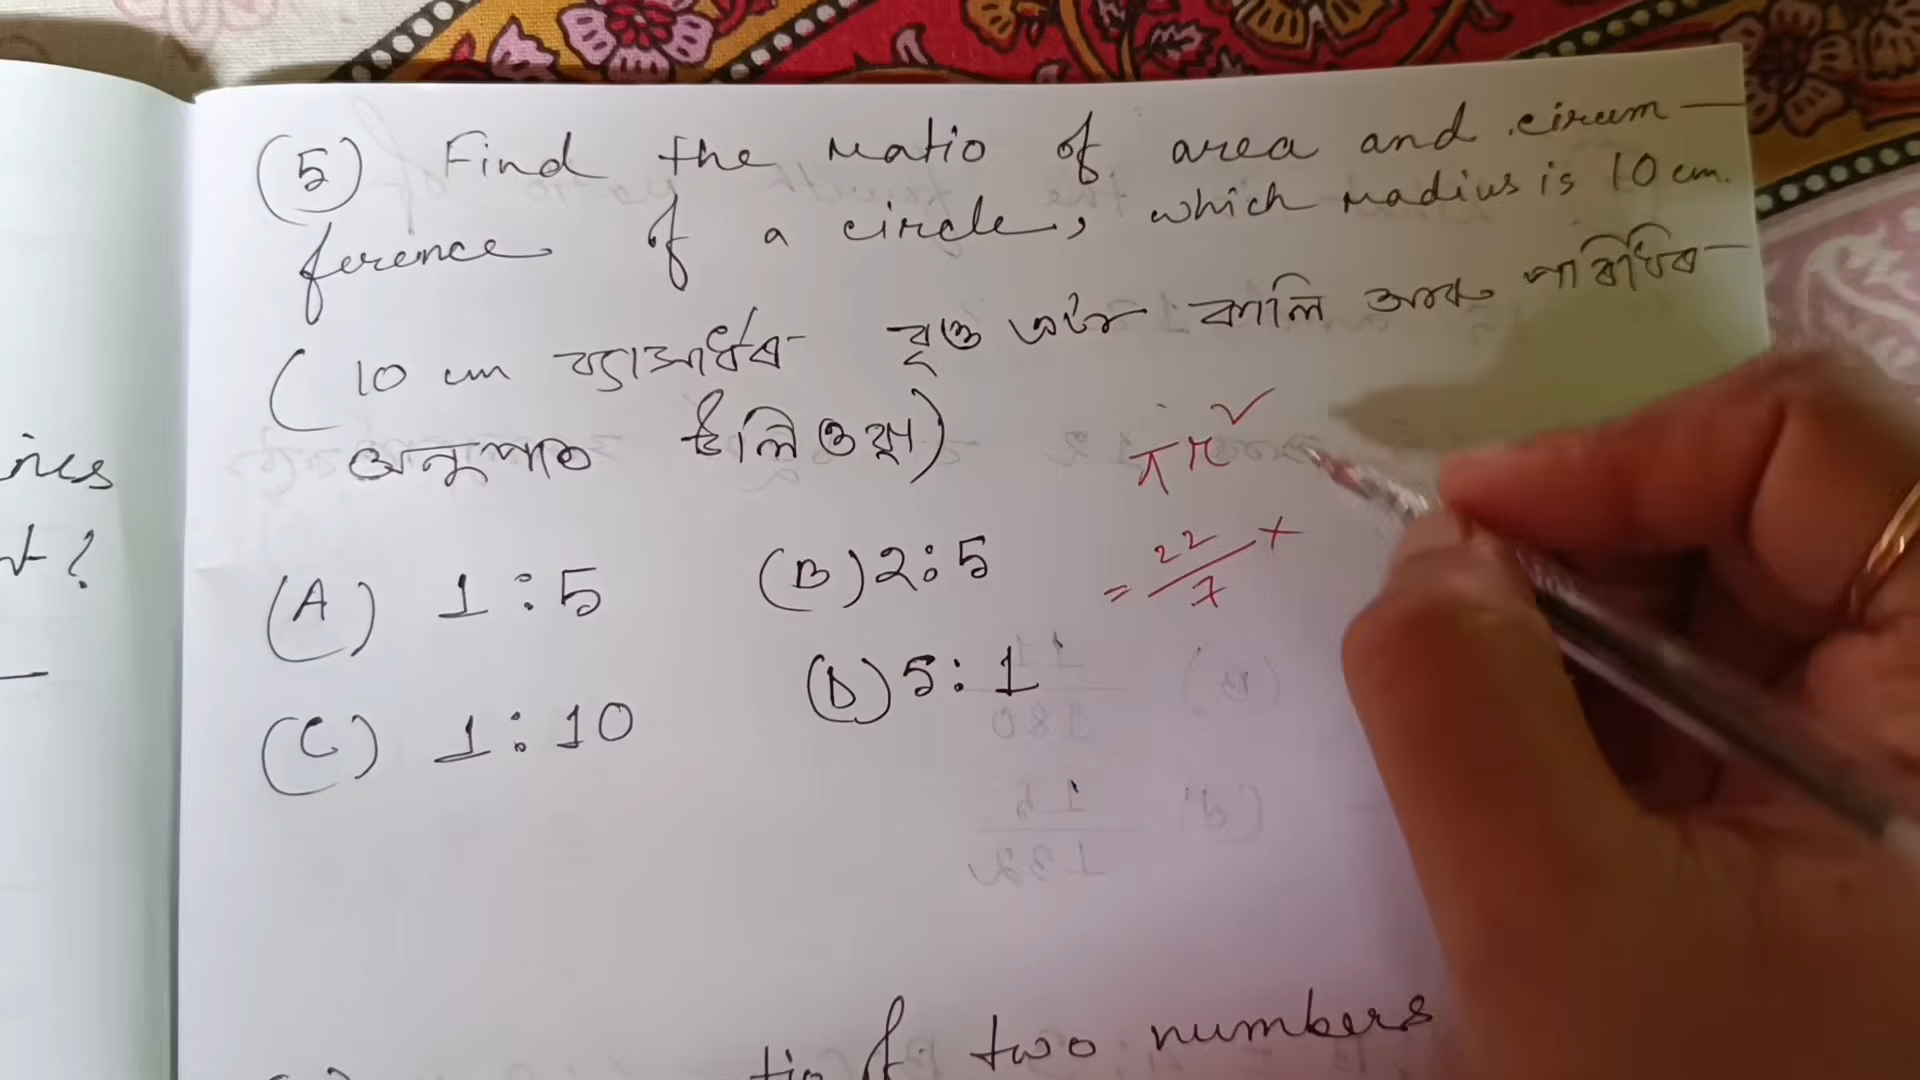 (5) Find the ratio of area and circum-
ference of a circle, which radius is 10 cm.
(10 cm ব্যাসাৰ্ধৰ বৃত্ত এটাৰ কালি আৰু পৰিধিৰ
অনুপাত উলিওৱা)
πr²
= 22/7 ×
(A) 1:5 (B) 2:5
(C) 1:10 (D) 5:1
of two numbers